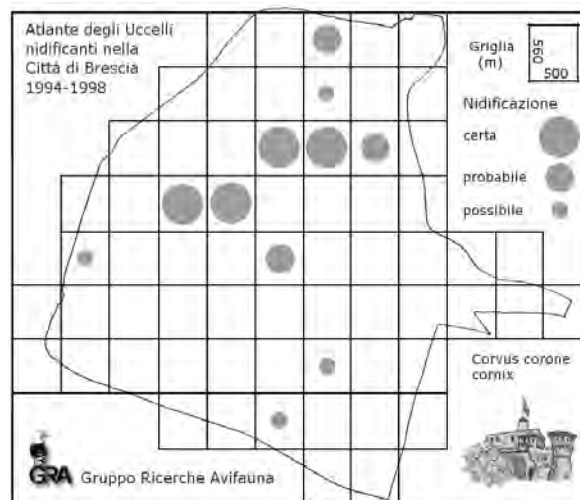 Atlante degli Uccelli
nidificanti nella
Città di Brescia
1994-1998
Griglia
(m)
560
500
Nidificazione
certa
probabile
possibile
Corvus corone
cornix
GRA Gruppo Ricerche Avifauna